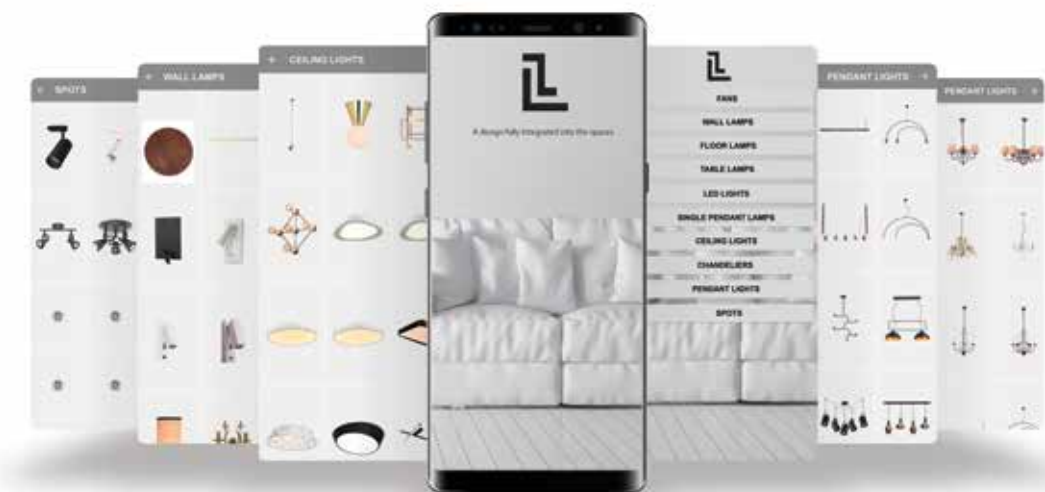 SPOTS
WALL LAMPS
CEILING LIGHTS
A design fully integrated into the spaces
FANS
WALL LAMPS
FLOOR LAMPS
TABLE LAMPS
LED LIGHTS
SINGLE PENDANT LAMPS
CEILING LIGHTS
CHANDELIERS
PENDANT LIGHTS
SPOTS
PENDANT LIGHTS
PENDANT LIGHTS